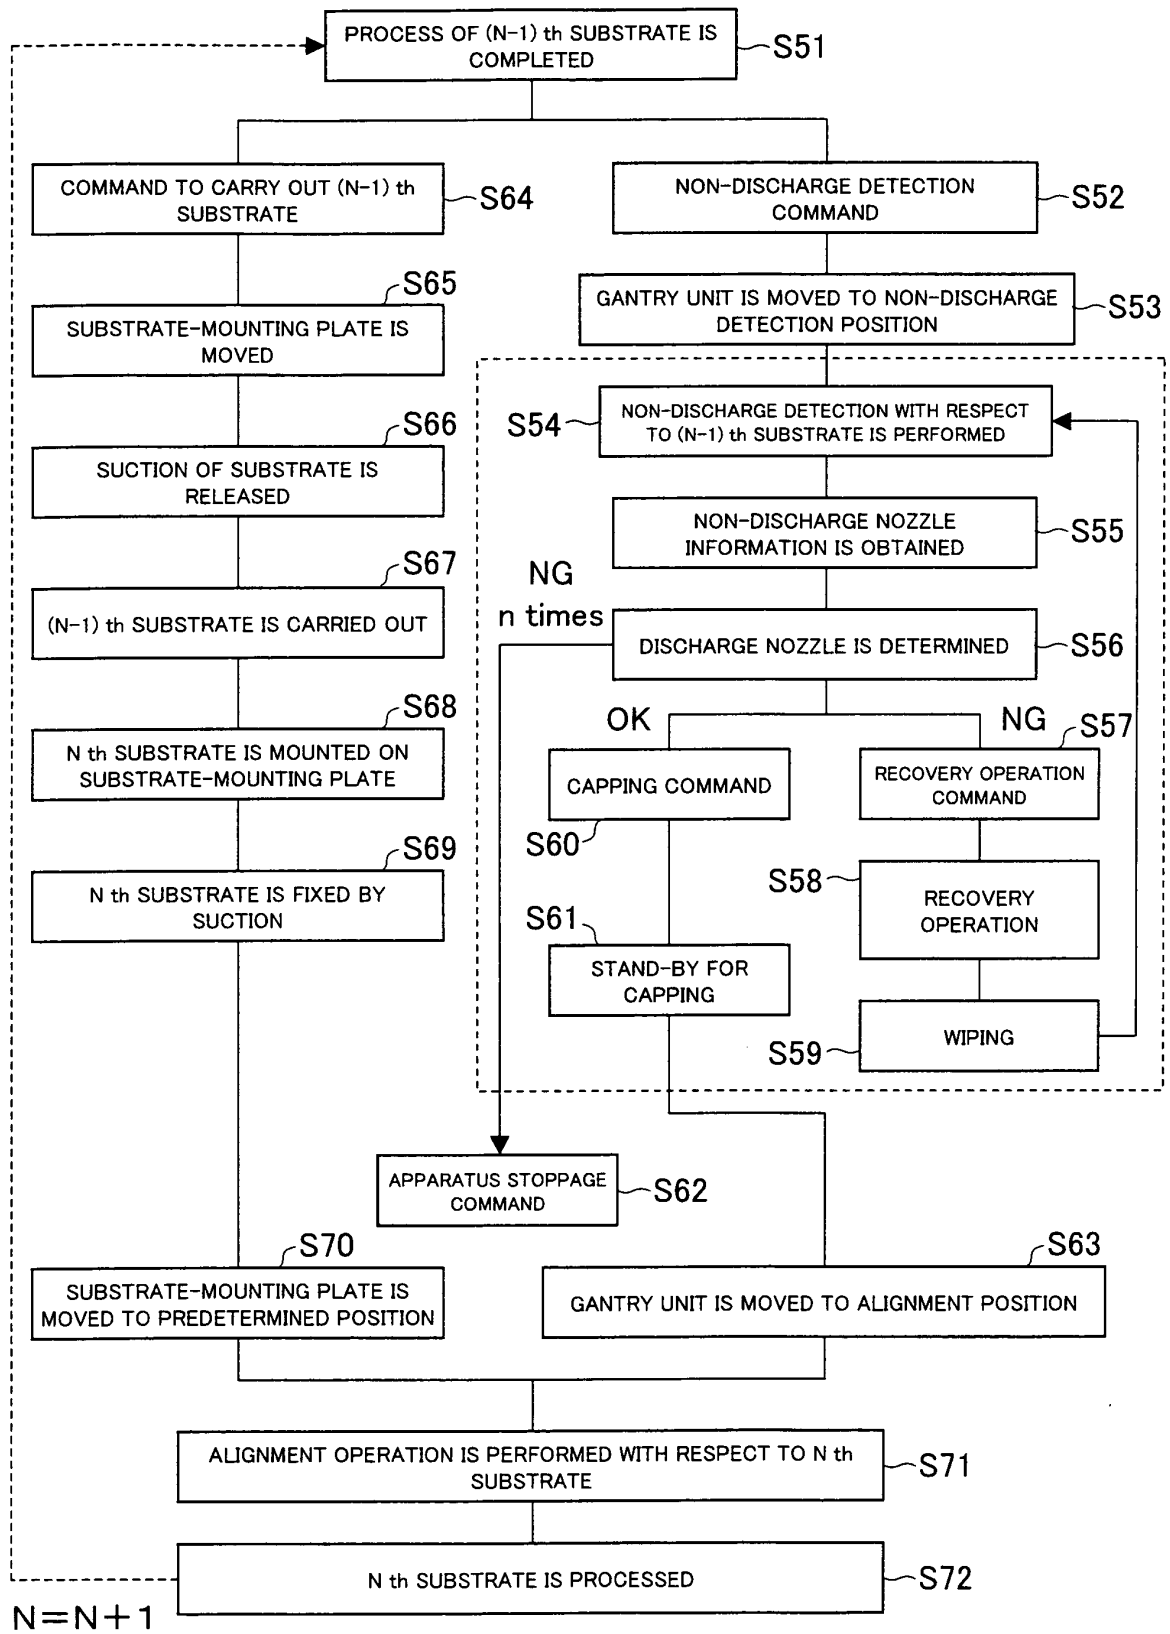 PROCESS OF (N-1) th SUBSTRATE IS
COMPLETED
S51
COMMAND TO CARRY OUT (N-1) th
SUBSTRATE
S64
NON-DISCHARGE DETECTION
COMMAND
S52
S65
SUBSTRATE-MOUNTING PLATE IS
MOVED
GANTRY UNIT IS MOVED TO NON-DISCHARGE
DETECTION POSITION
S53
S66
SUCTION OF SUBSTRATE IS
RELEASED
S54
NON-DISCHARGE DETECTION WITH RESPECT
TO (N-1) th SUBSTRATE IS PERFORMED
NON-DISCHARGE NOZZLE
INFORMATION IS OBTAINED
S55
S67
(N-1) th SUBSTRATE IS CARRIED OUT
NG
n times
DISCHARGE NOZZLE IS DETERMINED
S56
S68
N th SUBSTRATE IS MOUNTED ON
SUBSTRATE-MOUNTING PLATE
OK
NG
S57
CAPPING COMMAND
S60
RECOVERY OPERATION
COMMAND
S69
N th SUBSTRATE IS FIXED BY
SUCTION
S58
RECOVERY
OPERATION
S61
STAND-BY FOR
CAPPING
S59
WIPING
APPARATUS STOPPAGE
COMMAND
S62
S70
SUBSTRATE-MOUNTING PLATE IS
MOVED TO PREDETERMINED POSITION
S63
GANTRY UNIT IS MOVED TO ALIGNMENT POSITION
ALIGNMENT OPERATION IS PERFORMED WITH RESPECT TO N th
SUBSTRATE
S71
N th SUBSTRATE IS PROCESSED
S72
N=N+1